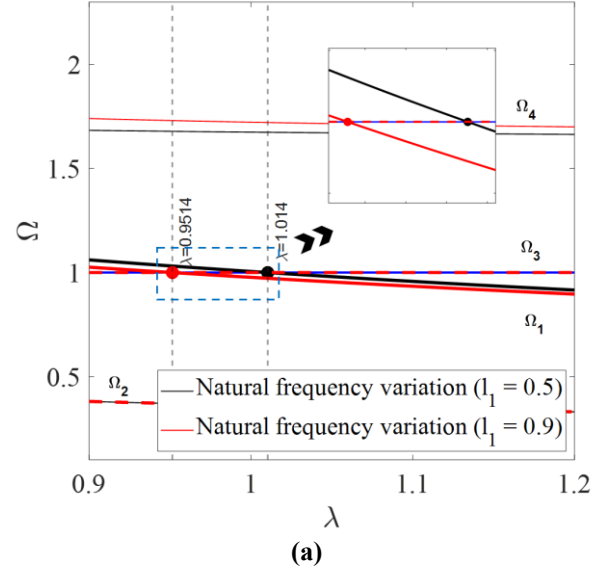 2
1.5
1
0.5
Ω
Ω₄
λ=0.9514
λ=1.014
Ω₃
Ω₁
Ω₂
Natural frequency variation (l₁ = 0.5)
Natural frequency variation (l₁ = 0.9)
0.9 1 1.1 1.2
λ
(a)